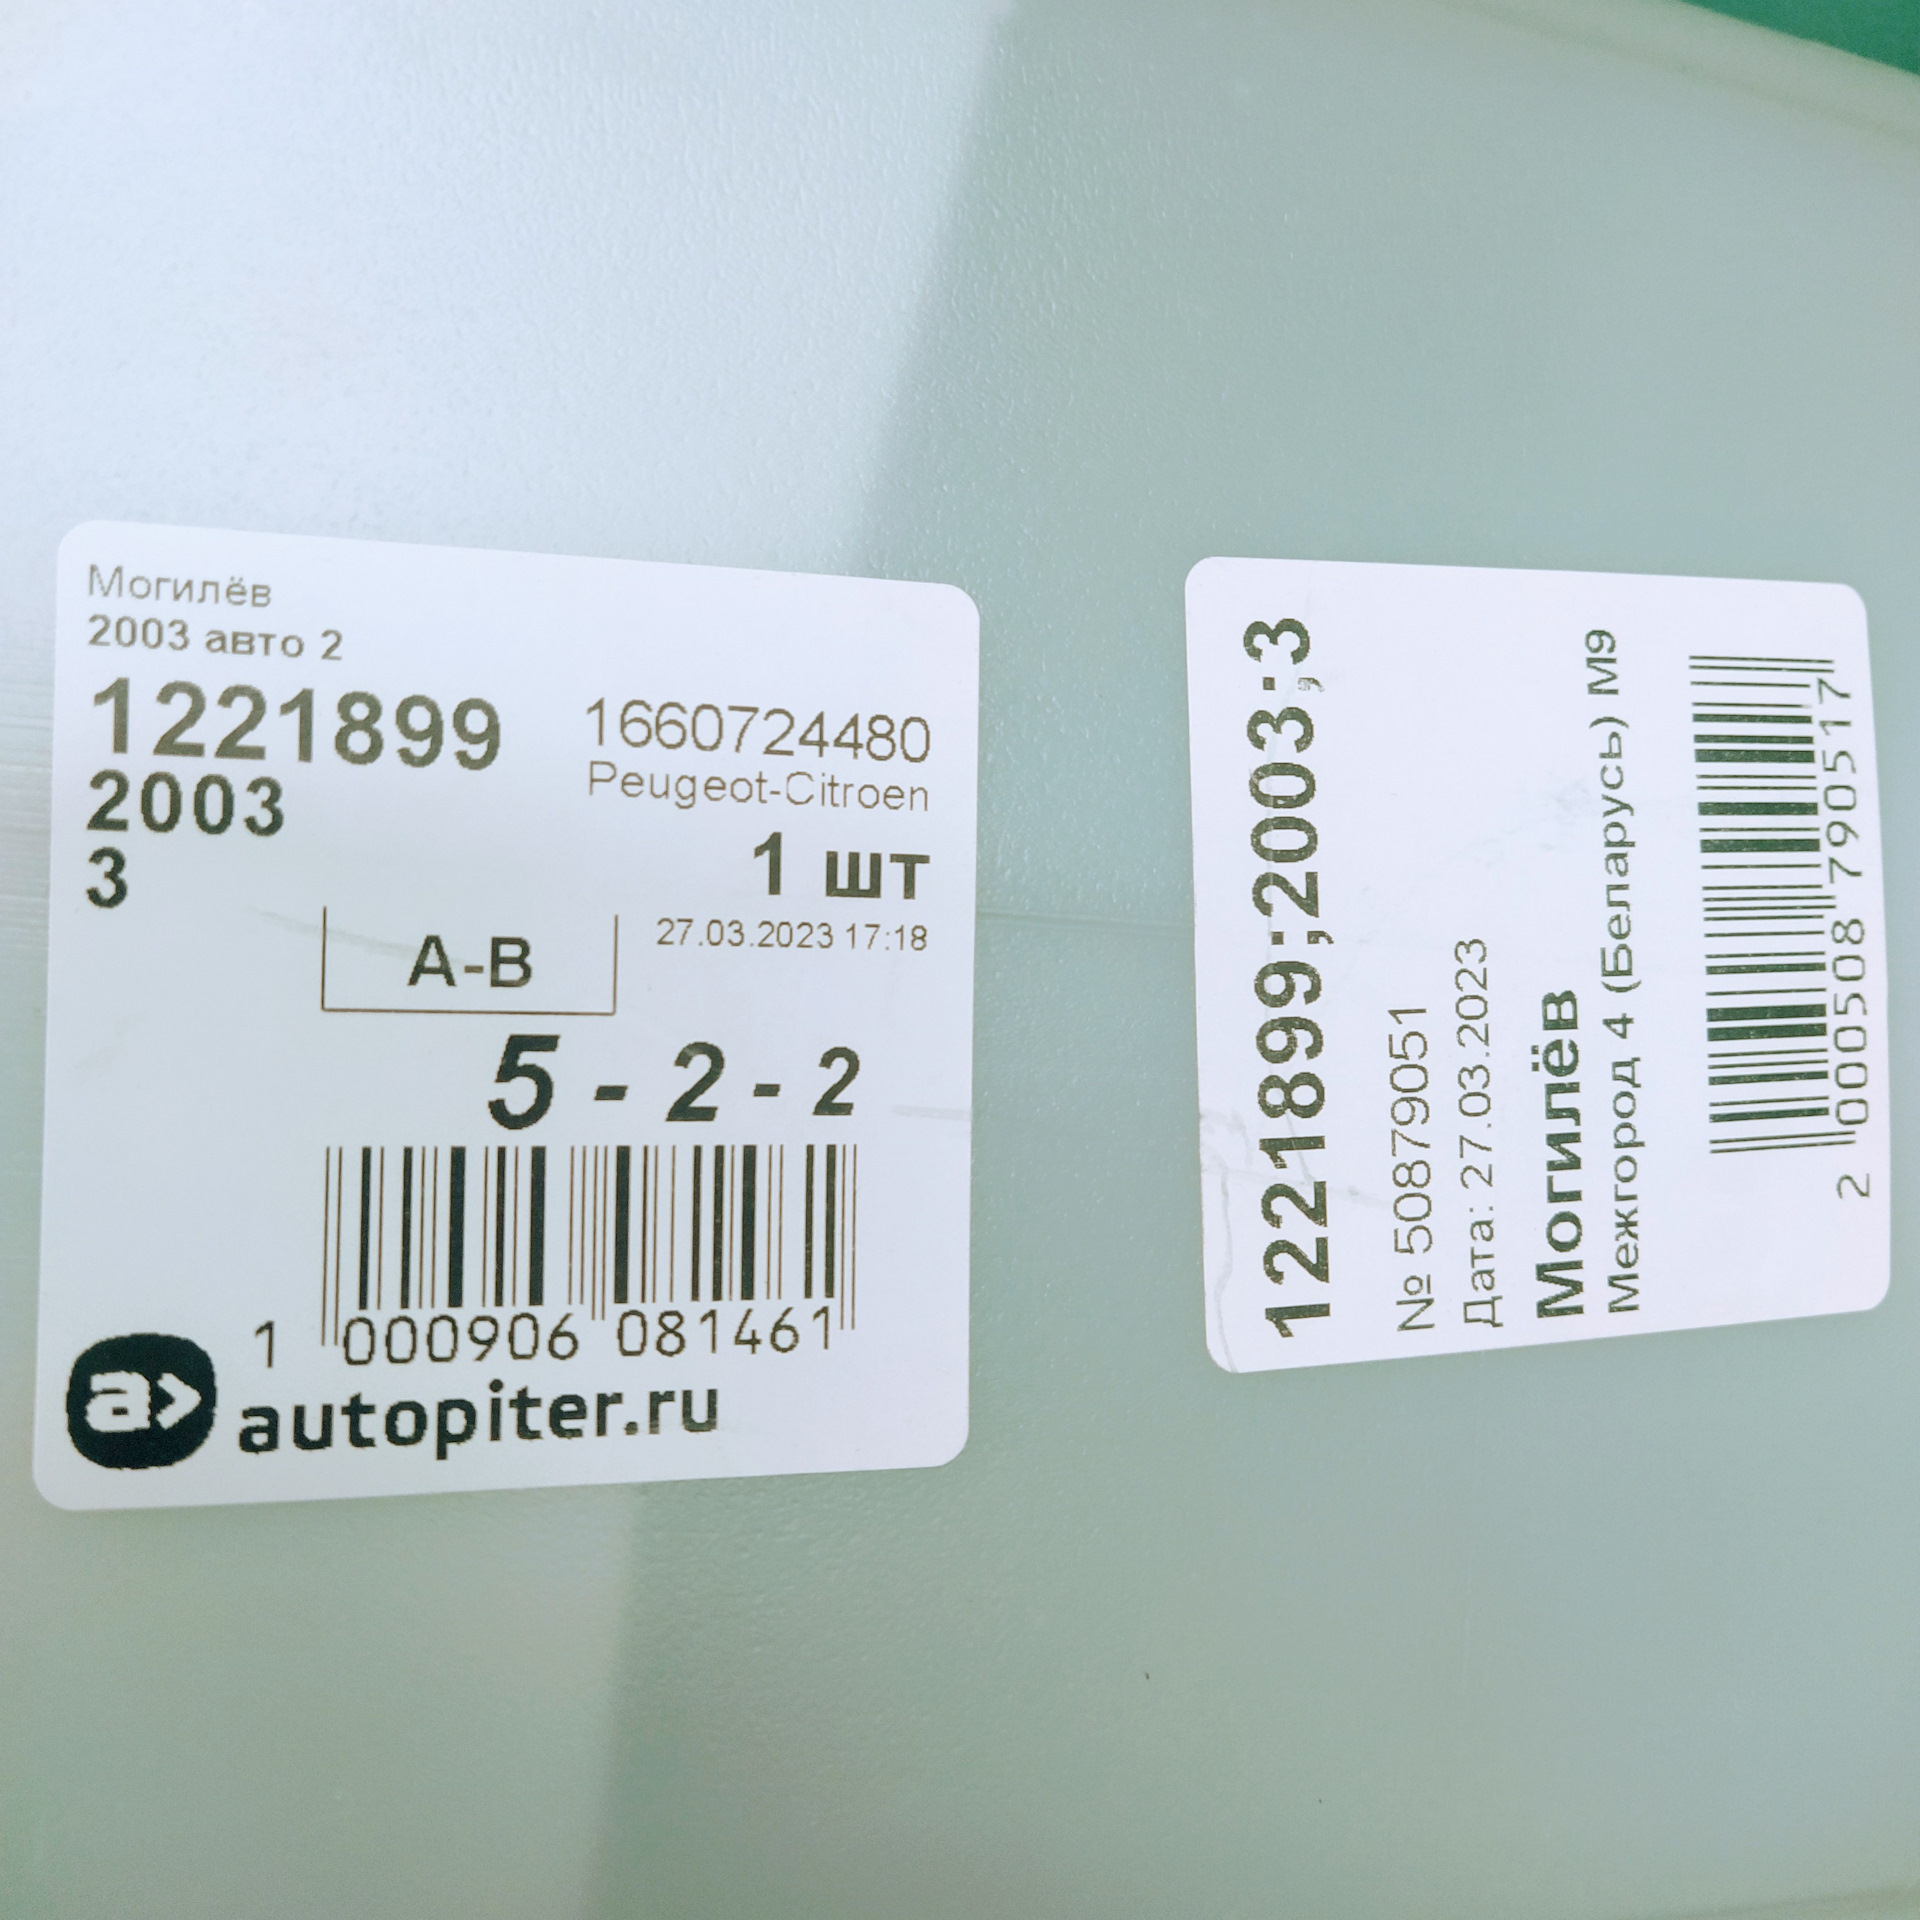 Могилёв
2003 авто 2
1221899
2003
3
1660724480
Peugeot-Citroen
1 шт
27.03.2023 17:18
A-B
5 - 2 - 2
1 000906 081461
a>
autopiter.ru
1221899;2003;3
№ 50879051
Дата: 27.03.2023
Могилёв
Межгород 4 (Беларусь) М9
2 000508 790517